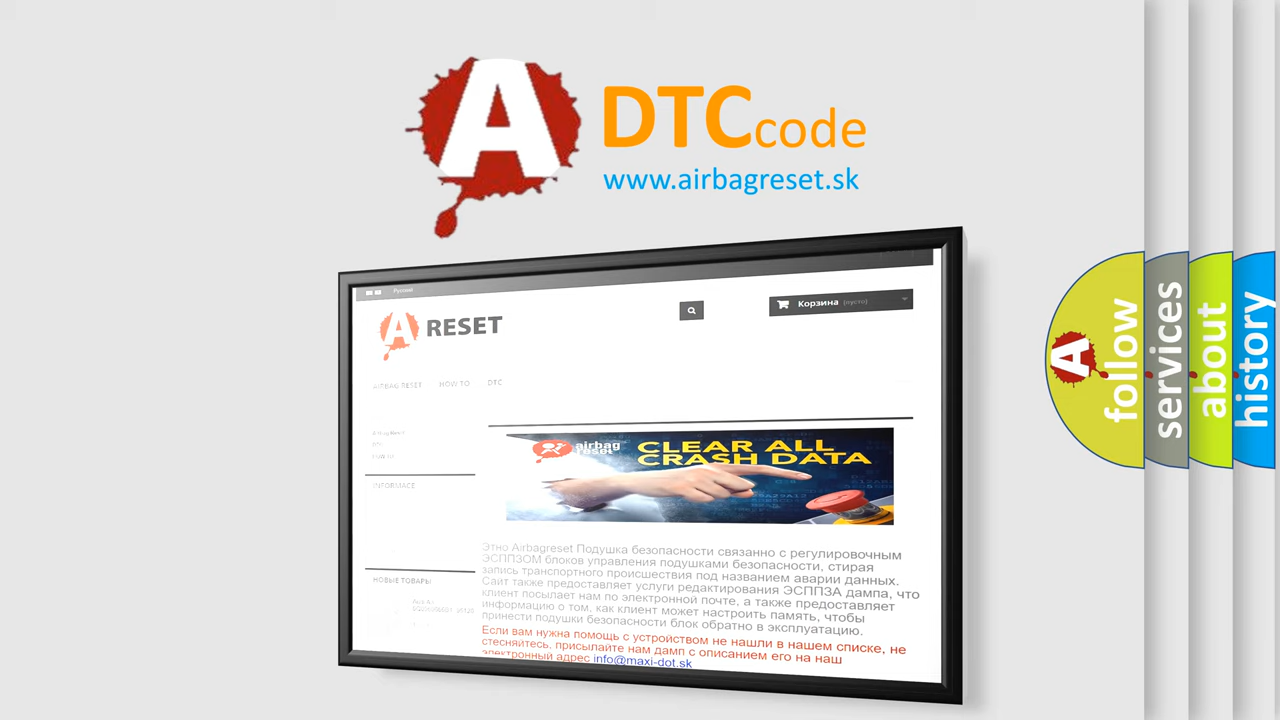 A DTCcode
www.airbagreset.sk
Русский
A RESET
Корзина (пусто)
AIRBAG RESET HOW TO DTC
DTC
INFORMACE
airbag
reset
CLEAR ALL
CRASH DATA
Этно Airbagreset Подушка безопасности связанно с регулировочным
ЭСППЗОМ блоков управления подушками безопасности, стирая
запись транспортного происшествия под названием аварии данных.
Сайт также предоставляет услуги редактирования ЭСППЗА дампа, что
клиент посылает нам по электронной почте, а также предоставляет
информацию о том, как клиент может настроить память, чтобы
принести подушки безопасности блок обратно в эксплуатацию.
Если вам нужна помощь с устройством не нашли в нашем списке, не
стесняйтесь, присылайте нам дамп с описанием его на наш
электронный адрес info@maxi-dot.sk
НОВЫЕ ТОВАРЫ
A follow
services
about
history